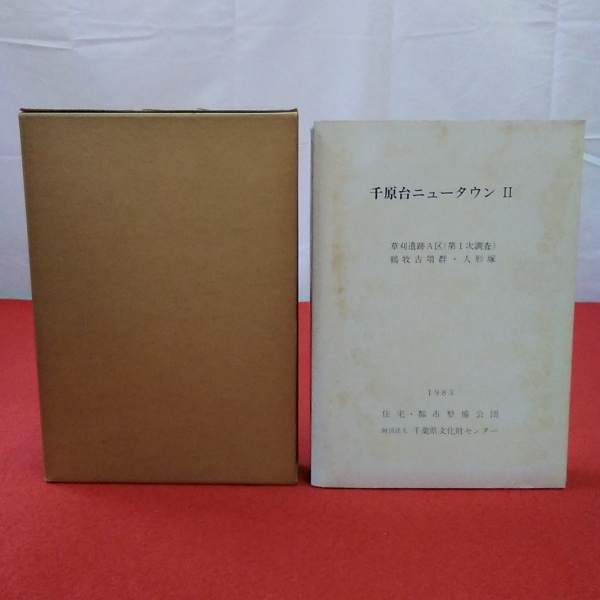 千原台ニュータウン II
草刈遺跡A区(第1次調査)
鶴牧古墳群・人形塚
1983
住宅・都市整備公団
財団法人 千葉県文化財センター